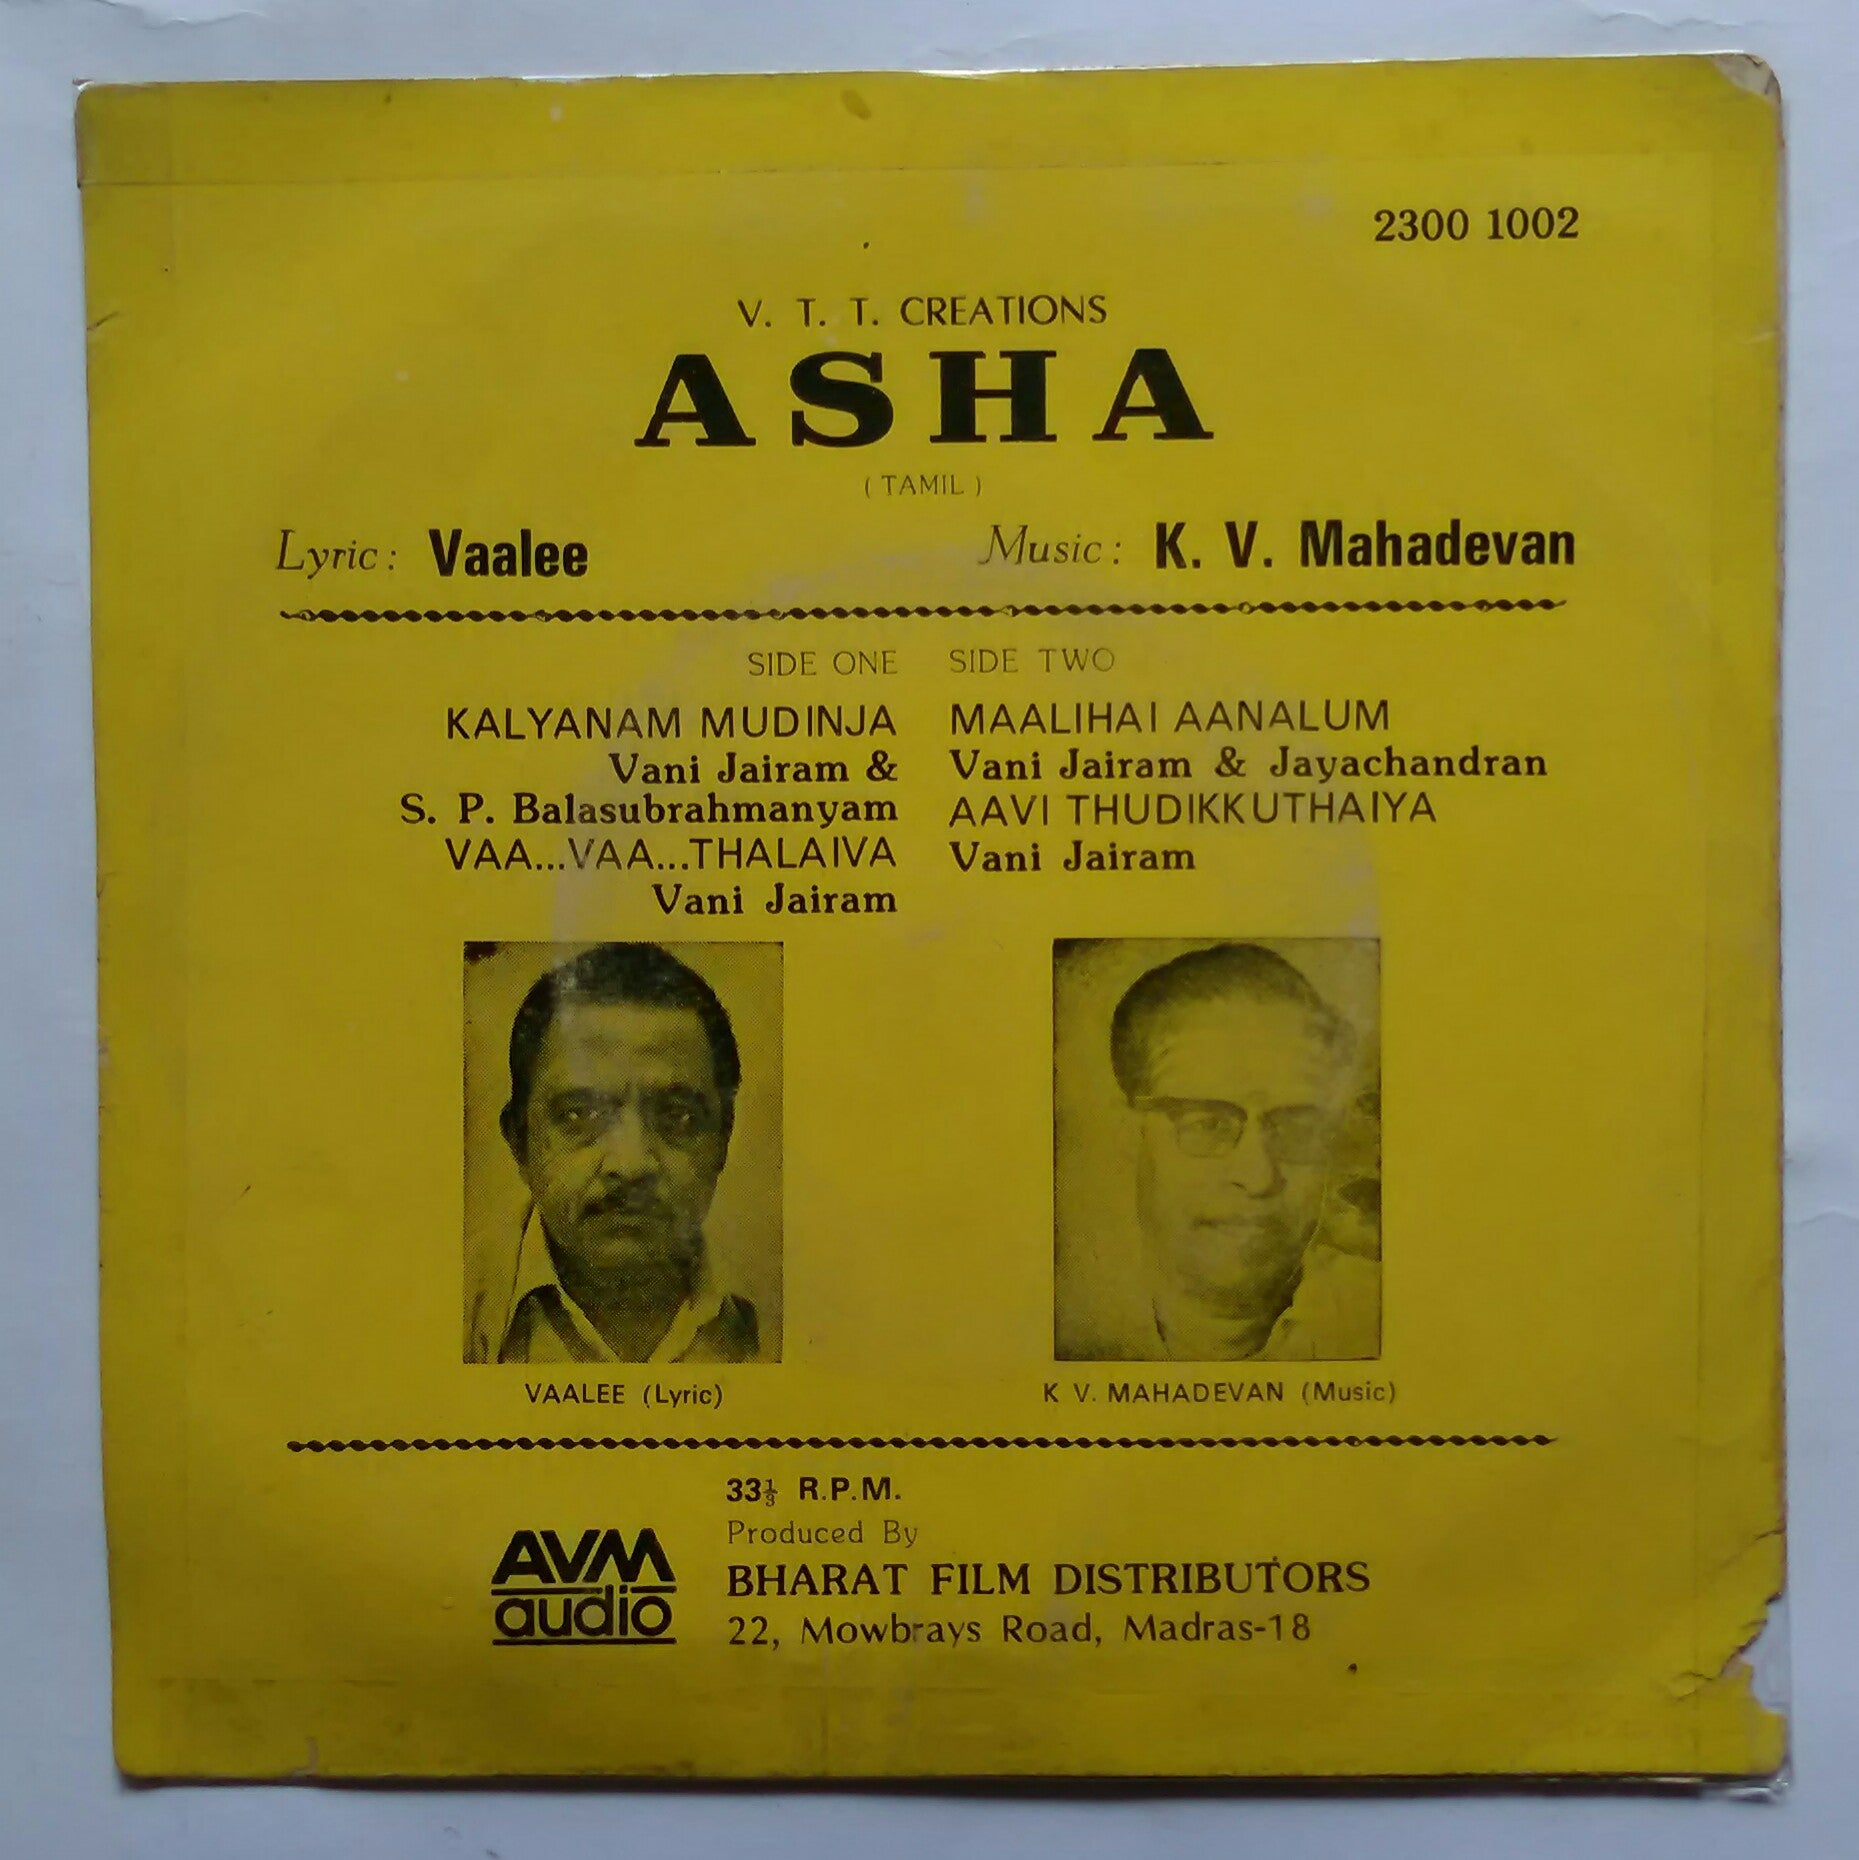 2300 1002
V. T. T. CREATIONS
ASHA
( TAMIL )
Lyric : Vaalee
Music : K. V. Mahadevan
SIDE ONE
KALYANAM MUDINJA
Vani Jairam &
S. P. Balasubrahmanyam
VAA...VAA...THALAIVA
Vani Jairam
SIDE TWO
MAALIHAI AANALUM
Vani Jairam & Jayachandran
AAVI THUDIKKUTHAIYA
Vani Jairam
VAALEE (Lyric)
K V. MAHADEVAN (Music)
33⅓ R.P.M.
Produced By
BHARAT FILM DISTRIBUTORS
22, Mowbrays Road, Madras-18
AVM
audio